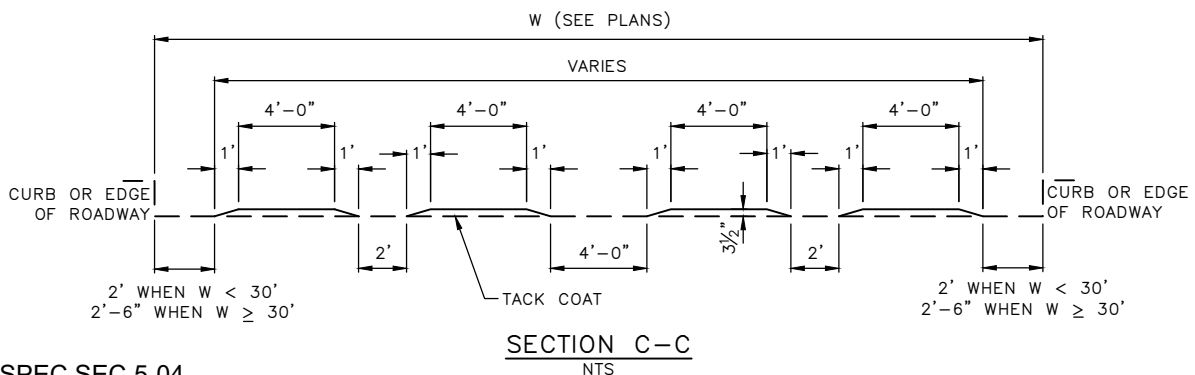 W (SEE PLANS)
VARIES
4'-0" 4'-0" 4'-0" 4'-0"
1' 1' 1' 1' 1' 1' 1' 1'
CURB OR EDGE
OF ROADWAY
CURB OR EDGE
OF ROADWAY
3½"
2' 4'-0" 2'
2' WHEN W < 30'
2'-6" WHEN W ≥ 30'
TACK COAT
2' WHEN W < 30'
2'-6" WHEN W ≥ 30'
SECTION C-C
NTS
SPEC SEC 5.04